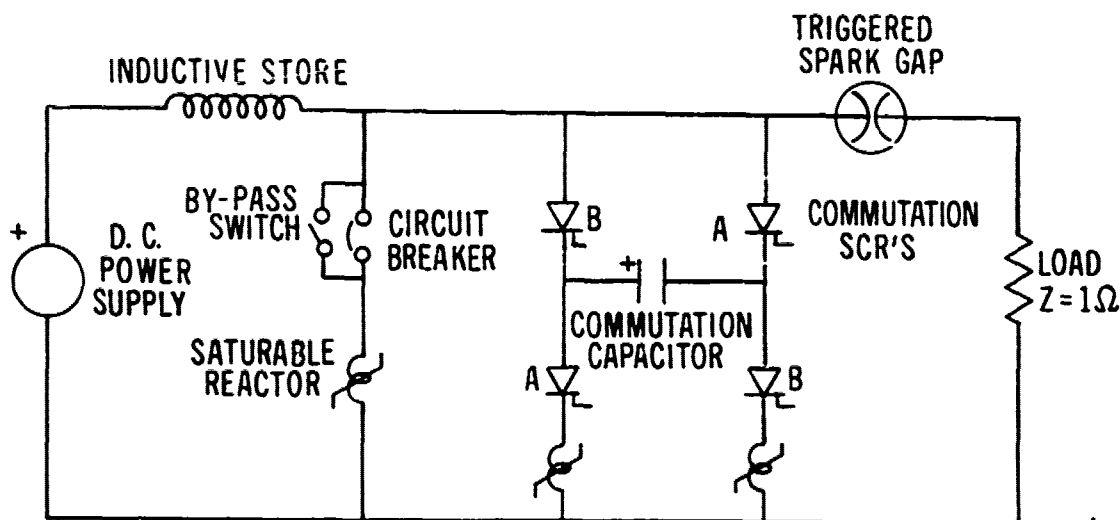 TRIGGERED
SPARK GAP
INDUCTIVE STORE
BY-PASS
SWITCH
CIRCUIT
BREAKER
B
A
COMMUTATION
SCR'S
+
D. C.
POWER
SUPPLY
+
LOAD
Z = 1Ω
COMMUTATION
CAPACITOR
SATURABLE
REACTOR
A
B